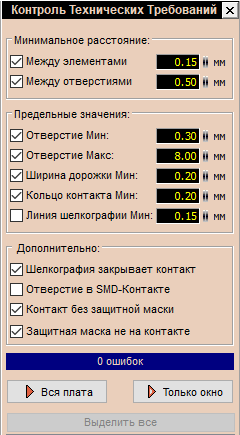 Контроль Технических Требований
Минимальное расстояние:
Между элементами 0.15 мм
Между отверстиями 0.50 мм
Предельные значения:
Отверстие Мин: 0.30 мм
Отверстие Макс: 8.00 мм
Ширина дорожки Мин: 0.20 мм
Кольцо контакта Мин: 0.20 мм
Линия шелкографии Мин: 0.15 мм
Дополнительно:
Шелкография закрывает контакт
Отверстие в SMD-Контакте
Контакт без защитной маски
Защитная маска не на контакте
0 ошибок
Вся плата Только окно
Выделить все